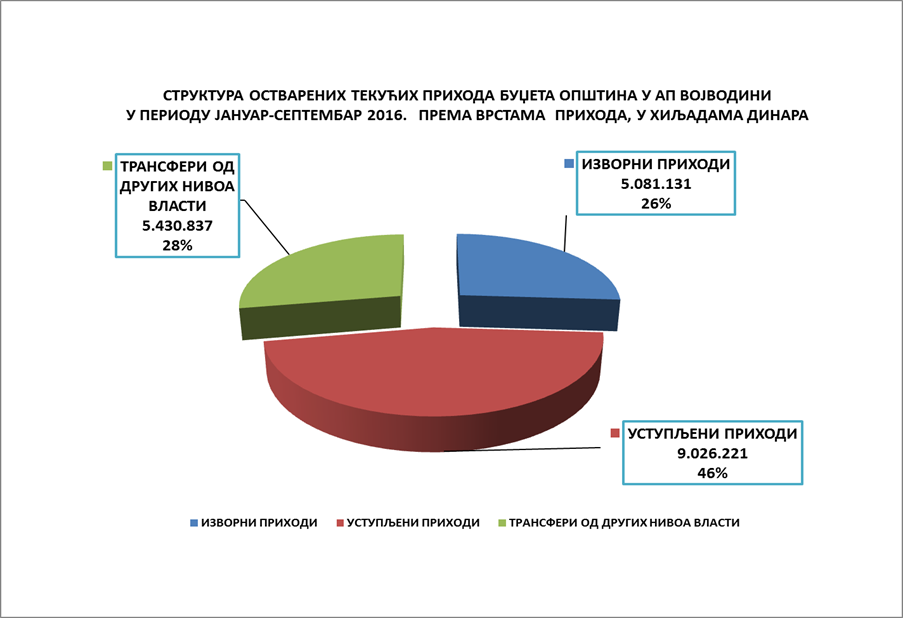 СТРУКТУРА ОСТВАРЕНИХ ТЕКУЋИХ ПРИХОДА БУЏЕТА ОПШТИНА У АП ВОЈВОДИНИ
У ПЕРИОДУ ЈАНУАР-СЕПТЕМБАР 2016. ПРЕМА ВРСТАМА ПРИХОДА, У ХИЉАДАМА ДИНАРА
ТРАНСФЕРИ ОД
ДРУГИХ НИВОА
ВЛАСТИ
5.430.837
28%
ИЗВОРНИ ПРИХОДИ
5.081.131
26%
УСТУПЉЕНИ ПРИХОДИ
9.026.221
46%
ИЗВОРНИ ПРИХОДИ
УСТУПЉЕНИ ПРИХОДИ
ТРАНСФЕРИ ОД ДРУГИХ НИВОА ВЛАСТИ